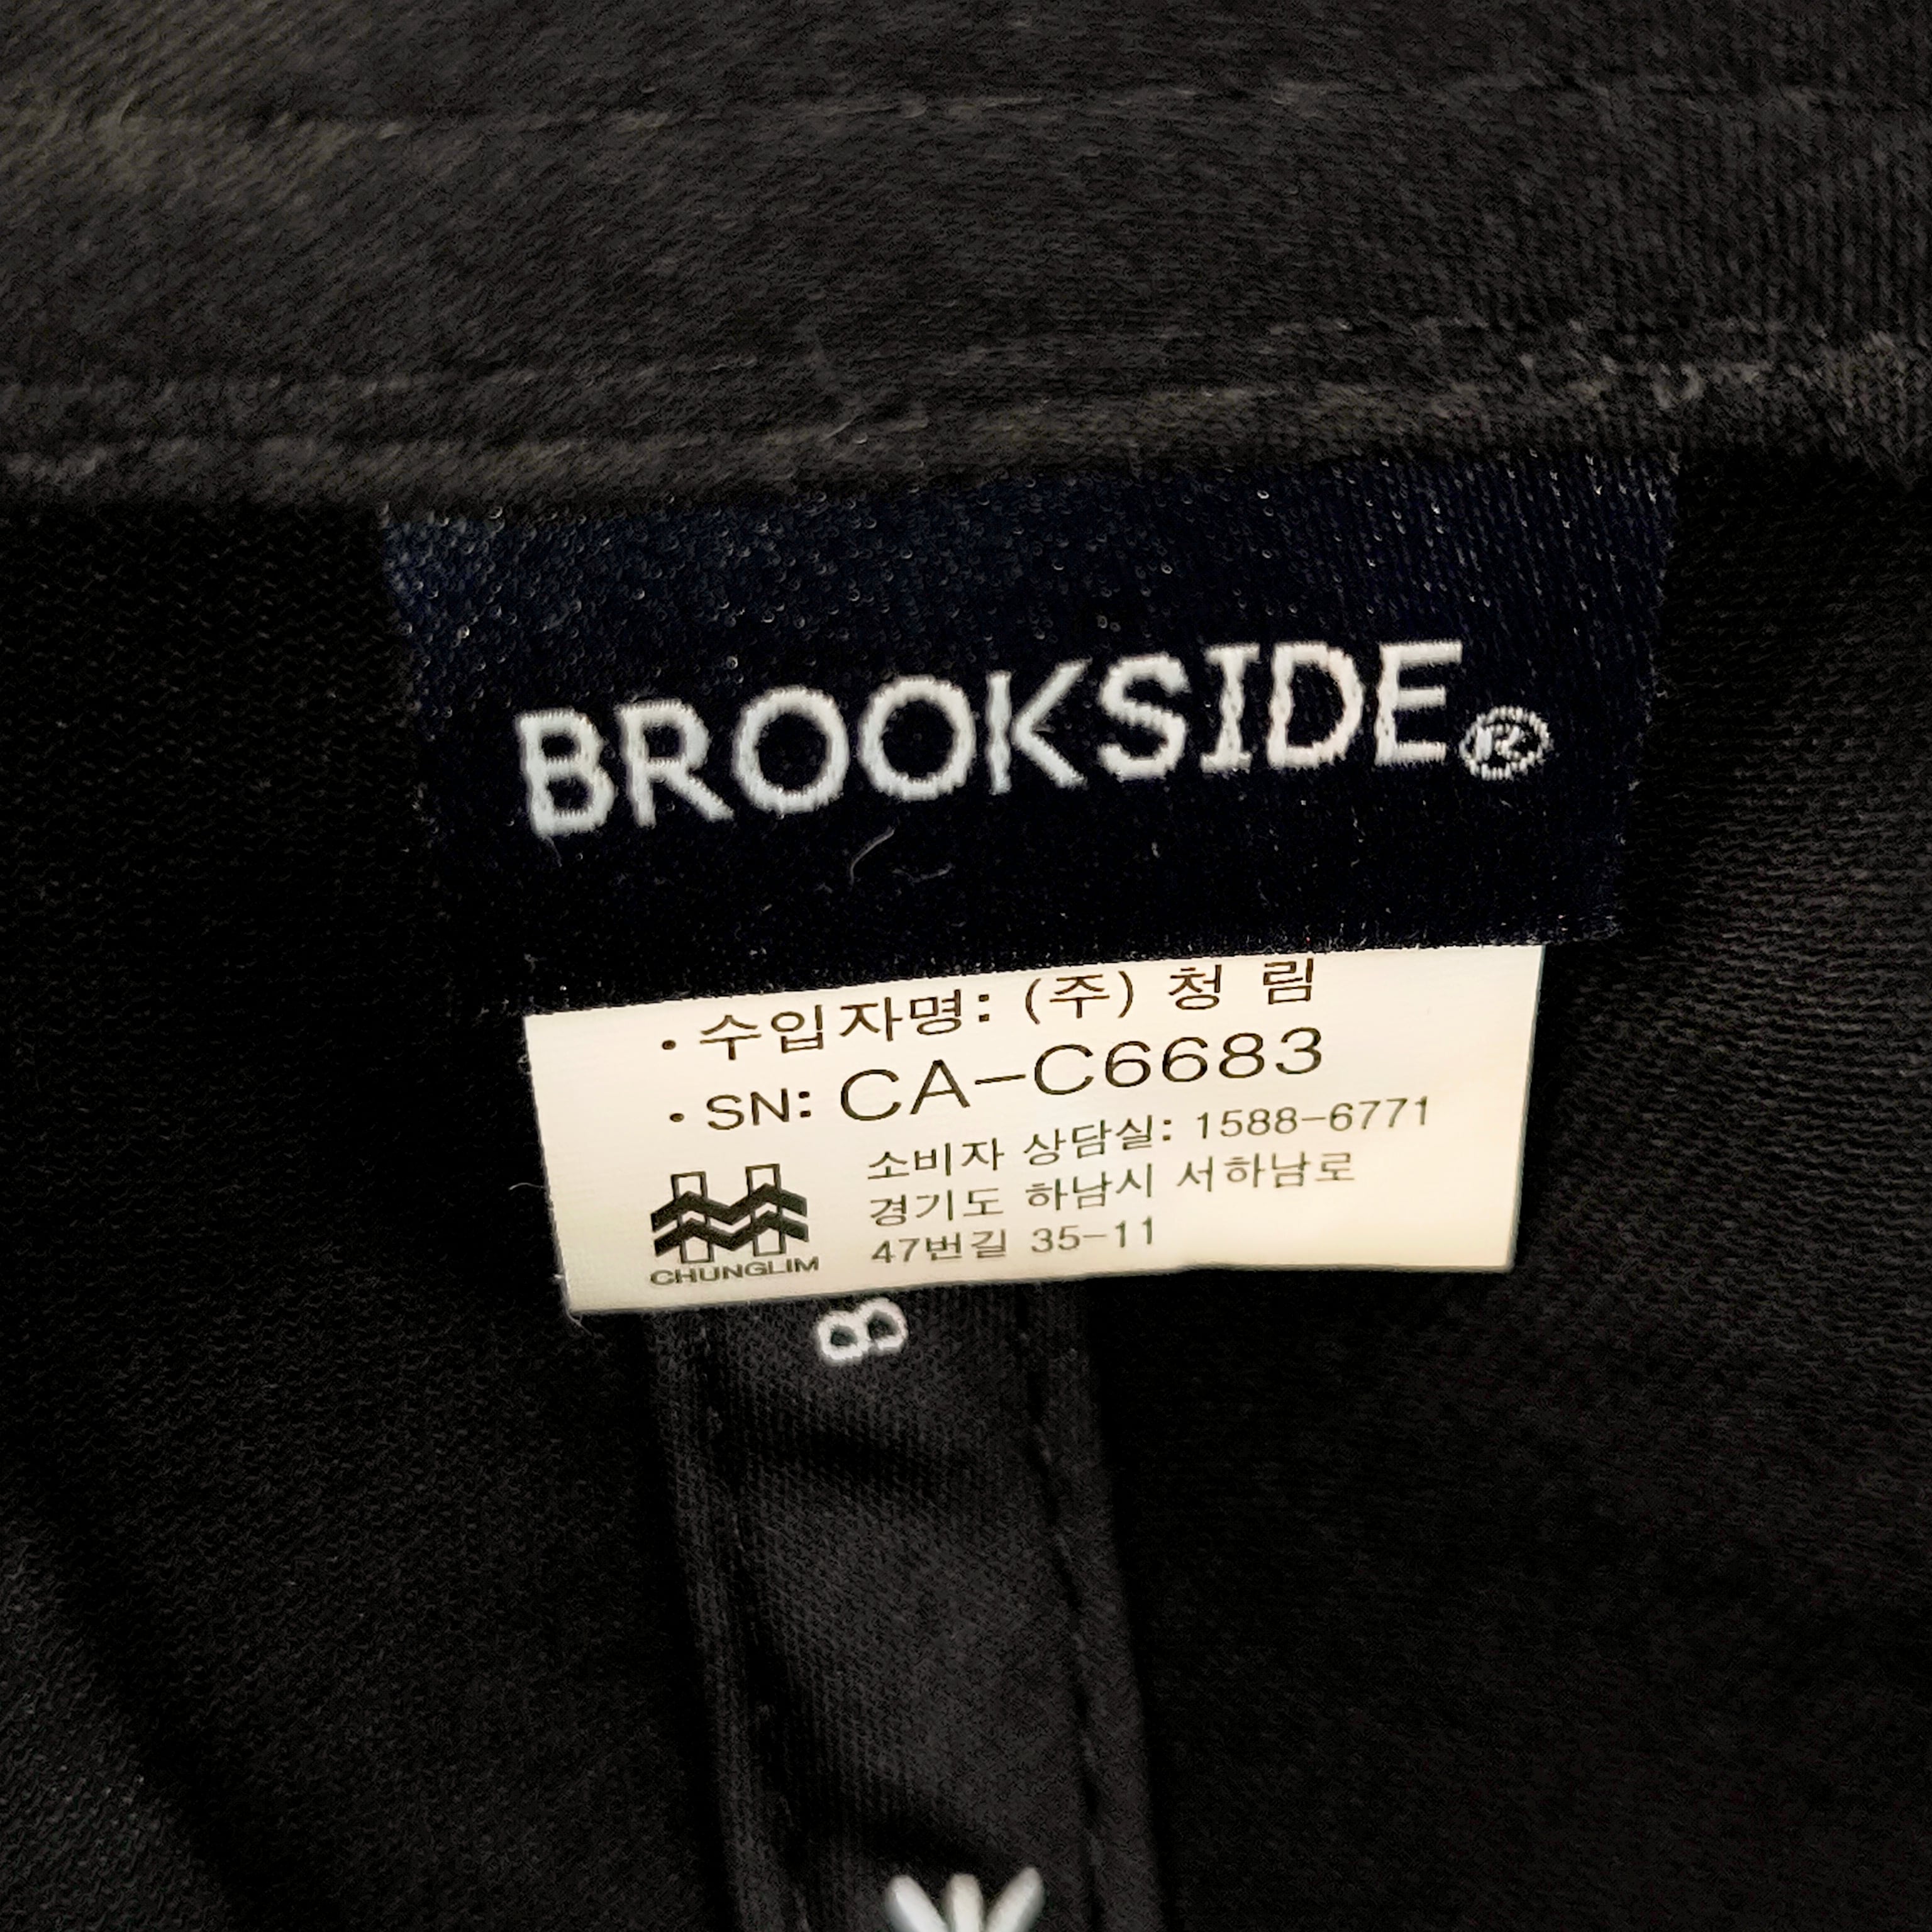 BROOKSIDE®
• 수입자명: (주) 청 림
• SN: CA-C6683
소비자 상담실: 1588-6771
경기도 하남시 서하남로
47번길 35-11
CHUNGLIM
B